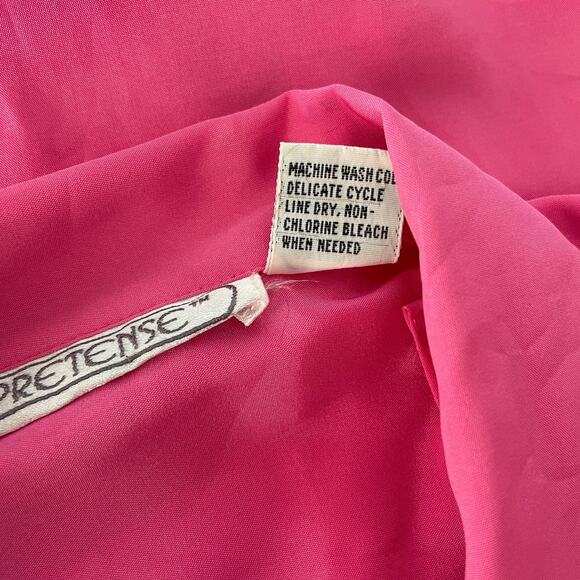 MACHINE WASH COL
DELICATE CYCLE
LINE DRY, NON-
CHLORINE BLEACH
WHEN NEEDED
PRETENSE™